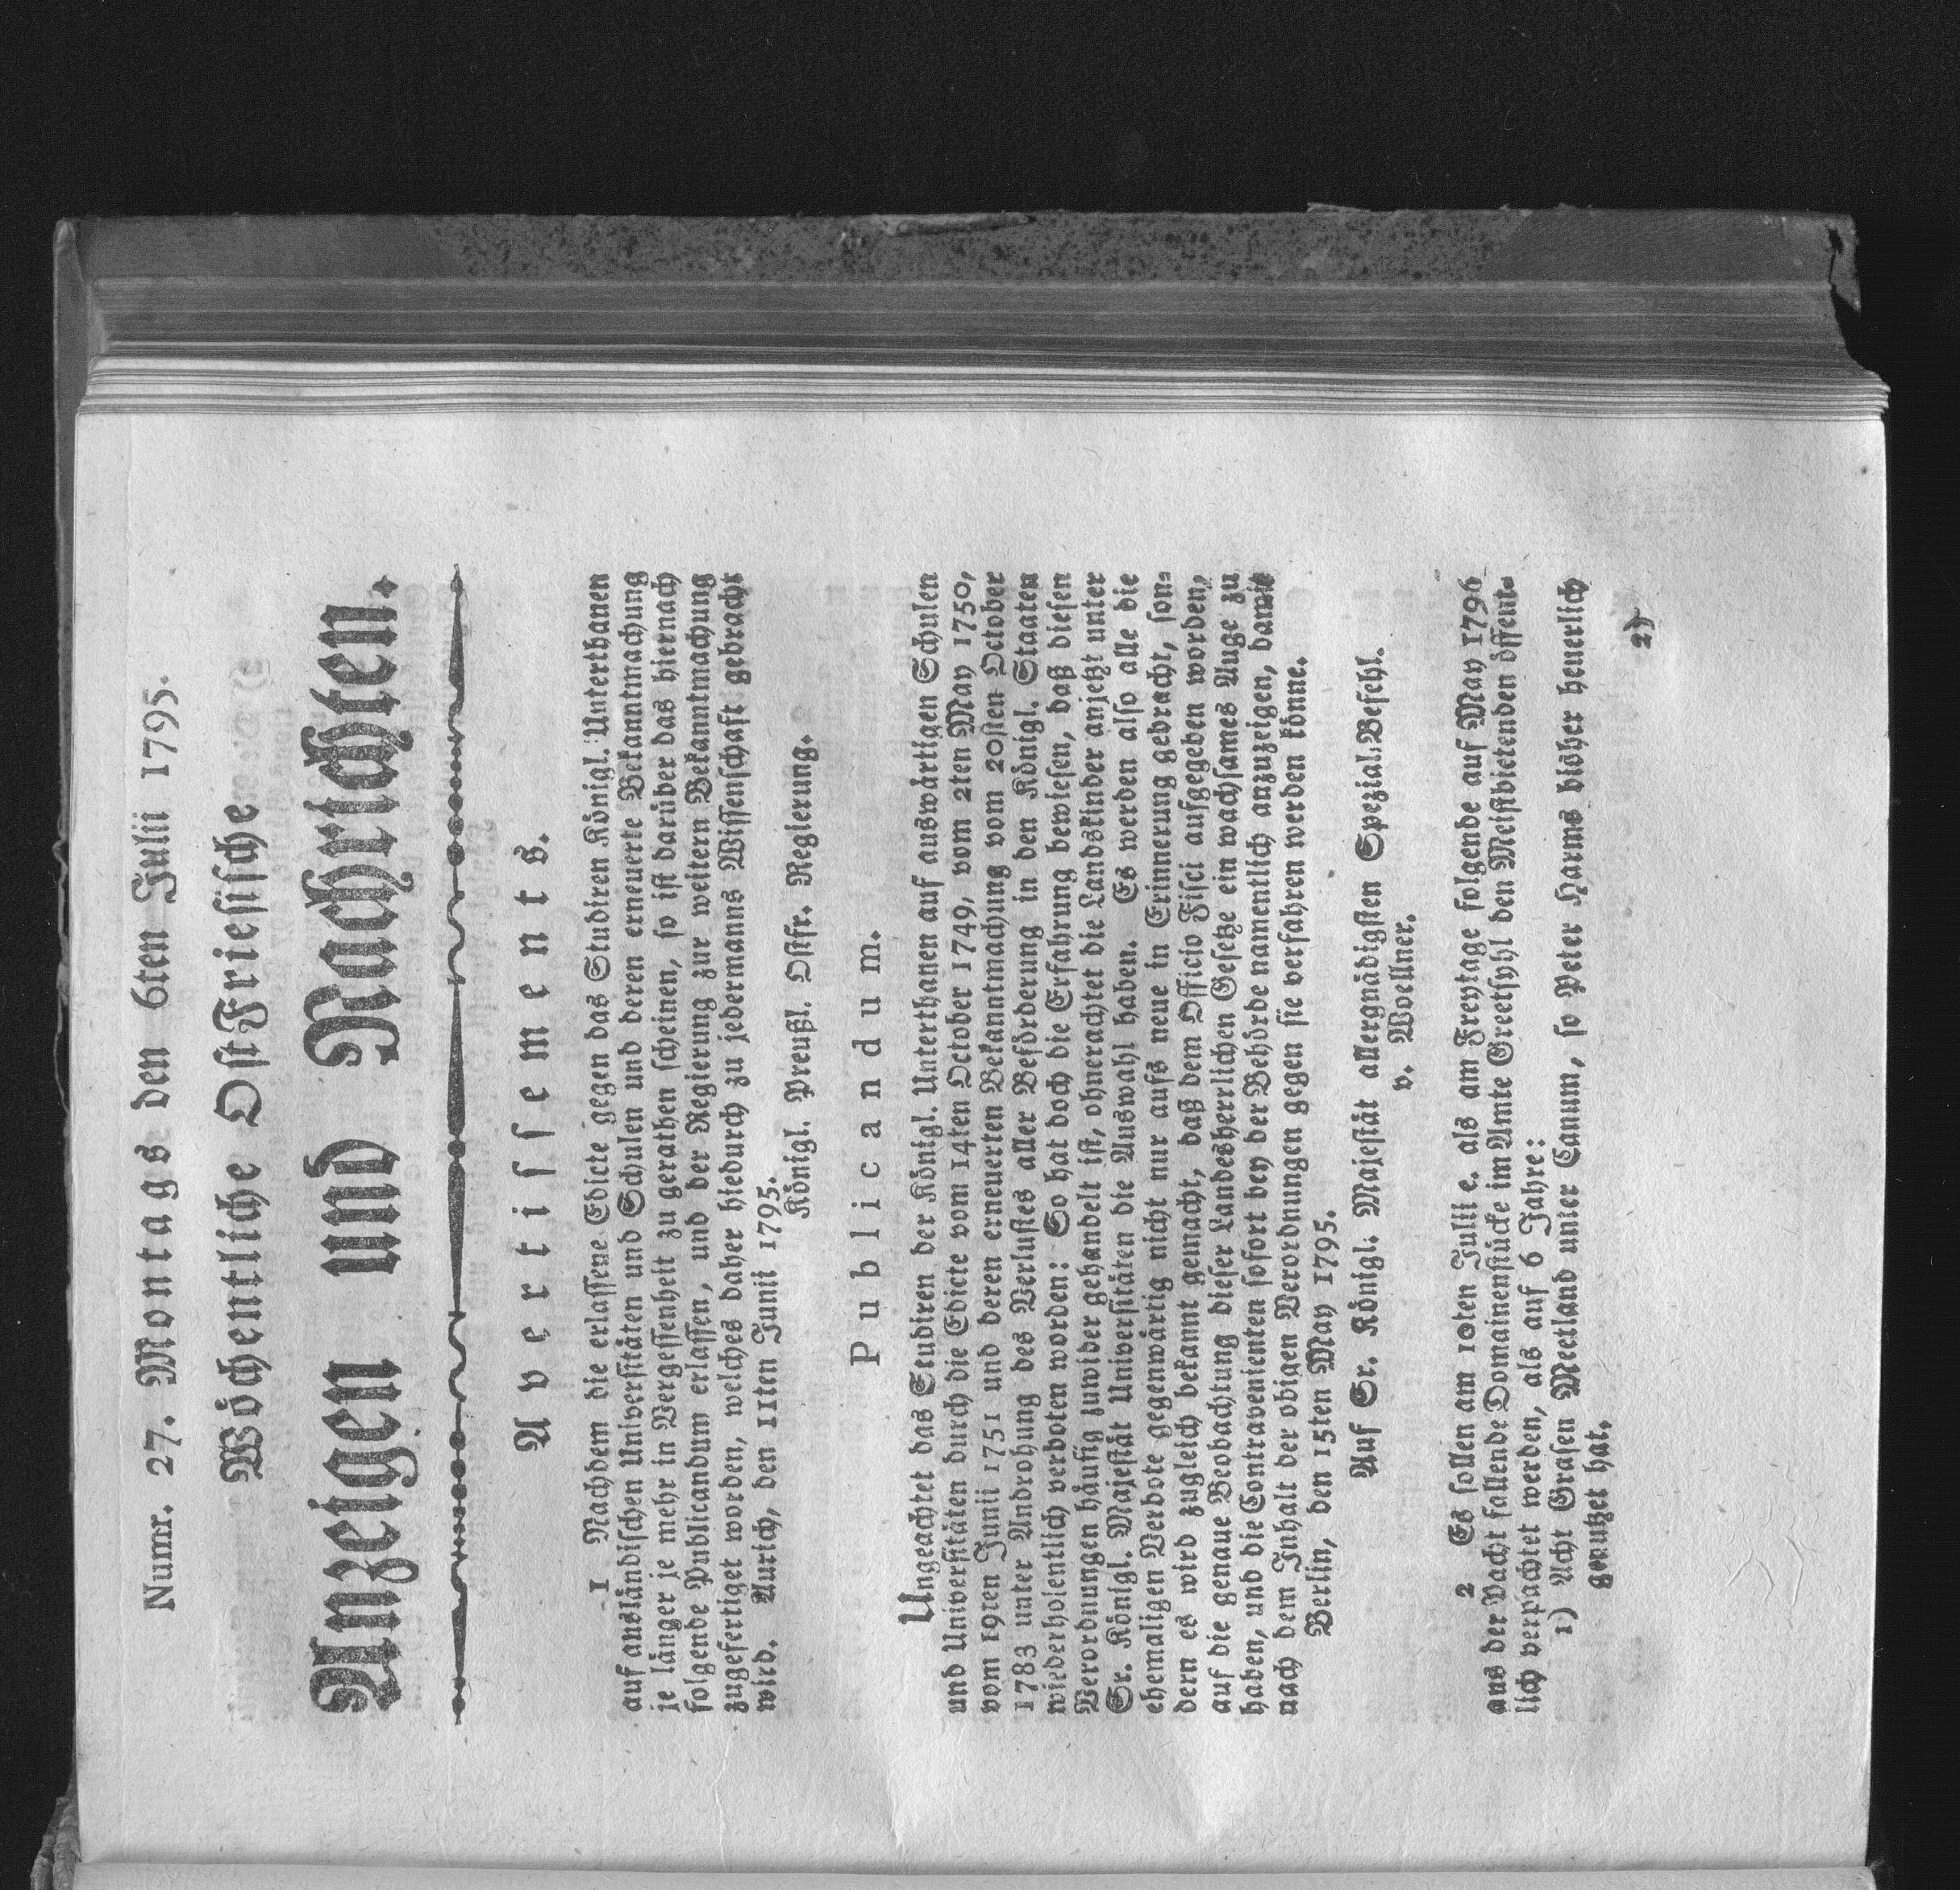 Numr. 27. Montags den 6ten Julii 1795.
Wöchentliche OstFriesische
Anzeigen und Nachrichten.
Avertissements.
1 Nachdem die erlassene Edicte gegen das Studiren Königl. Unterthanen
auf ausländischen Universitäten und Schulen und deren erneuerte Bekanntmachung
je länger je mehr in Vergessenheit zu gerathen scheinen, so ist darüber das hiernach
folgende Publicandum erlassen, und der Regierung zur weitern Bekanntmachung
zugefertiget worden, welches daher hiedurch zu jedermanns Wissenschaft gebracht
wird. Aurich, den 11ten Junii 1795.
Königl. Preußl. Ostfr. Regierung.
Publicandum.
Ungeachtet das Studiren der Königl. Unterthanen auf auswärtigen Schulen
und Universitäten durch die Edicte vom 14ten October 1749, vom 2ten May 1750,
vom 19ten Junii 1751 und deren erneuerten Bekanntmachung vom 20sten October
1783 unter Androhung des Verlustes aller Beförderung in den Königl. Staaten
wiederholentlich verboten worden: So hat doch die Erfahrung bewiesen, daß diesen
Verordnungen häufig zuwider gehandelt ist, ohnerachtet die Landskinder anjetzt unter
Sr. Königl. Majestät Universitäten die Auswahl haben. Es werden also alle die
ehemaligen Verbote gegenwärtig nicht nur aufs neue in Erinnerung gebracht, son-
dern es wird zugleich bekannt gemacht, daß dem Officio Fisci aufgegeben worden,
auf die genaue Beobachtung dieser Landesherrlichen Gesetze ein wachsames Auge zu
haben, und die Contravenienten sofort bey der Behörde namentlich anzuzeigen, damit
nach dem Inhalt der obigen Verordnungen gegen sie verfahren werden könne.
Berlin, den 15ten May 1795.
Auf Sr. Königl. Majestät allergnädigsten Spezial-Befehl.
v. Woellner.
2 Es sollen am 10ten Julii c. als am Freytage folgende auf May 1796
aus der Pacht fallende Domainenstücke im Amte Greetsyhl den Meistbietenden öffent-
lich verpachtet werden, als auf 6 Jahre:
1) Acht Grasen Meetland unter Canum, so Peter Harms bisher heuerlich
genutzet hat.
2)